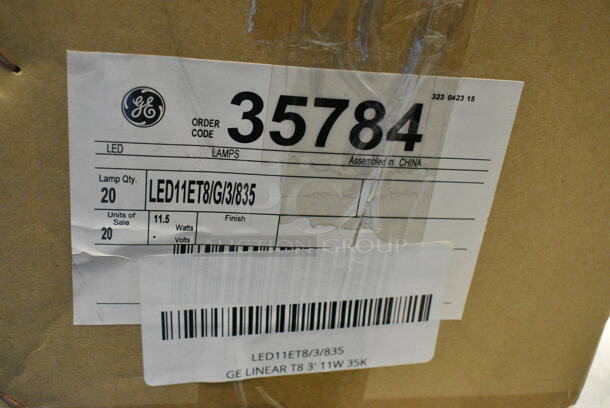 GE
323 0423 15
ORDER CODE 35784
LED LAMPS Assembled in CHINA
Lamp Qty. 20 LED11ET8/G/3/835
Units of Sale 20 11.5 Watts - Volts Finish
GROUP
LED11ET8/3/835
GE LINEAR T8 3' 11W 35K